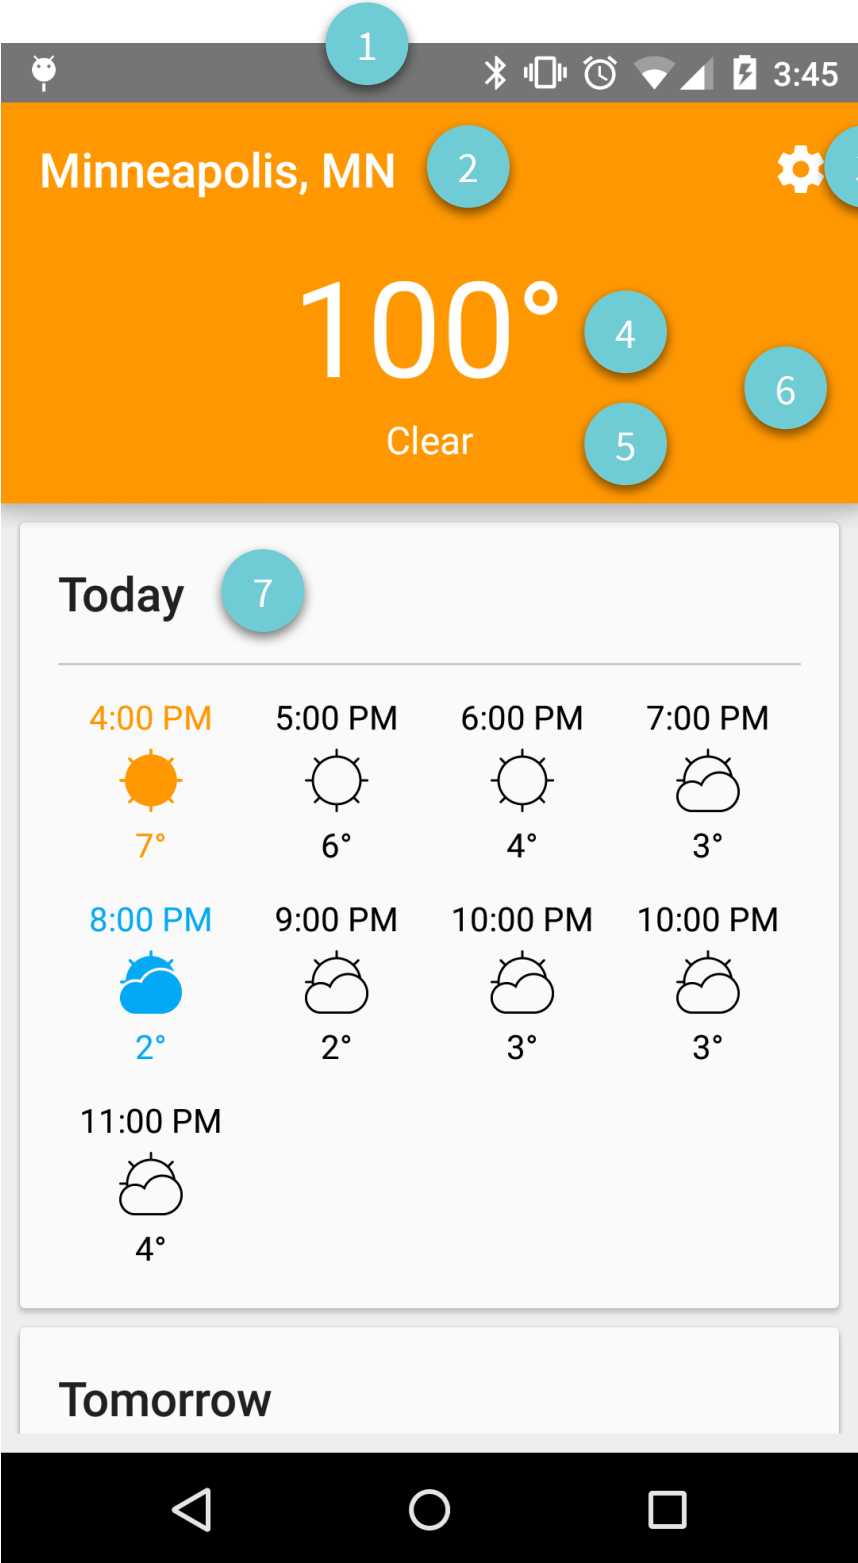 1
3:45
Minneapolis, MN 2
100° 4
6
Clear 5
Today 7
4:00 PM 5:00 PM 6:00 PM 7:00 PM
7° 6° 4° 3°
8:00 PM 9:00 PM 10:00 PM 10:00 PM
2° 2° 3° 3°
11:00 PM
4°
Tomorrow